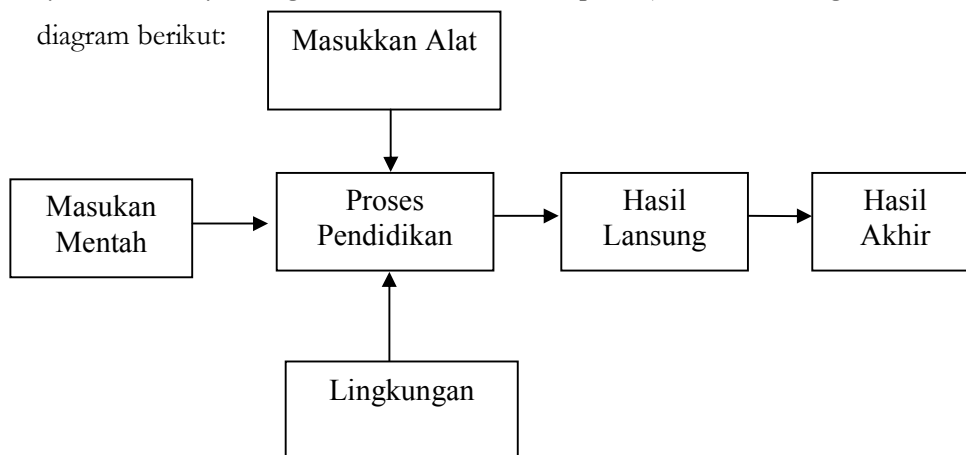 diagram berikut:
Masukkan Alat
Masukan
Mentah
Proses
Pendidikan
Hasil
Lansung
Hasil
Akhir
Lingkungan